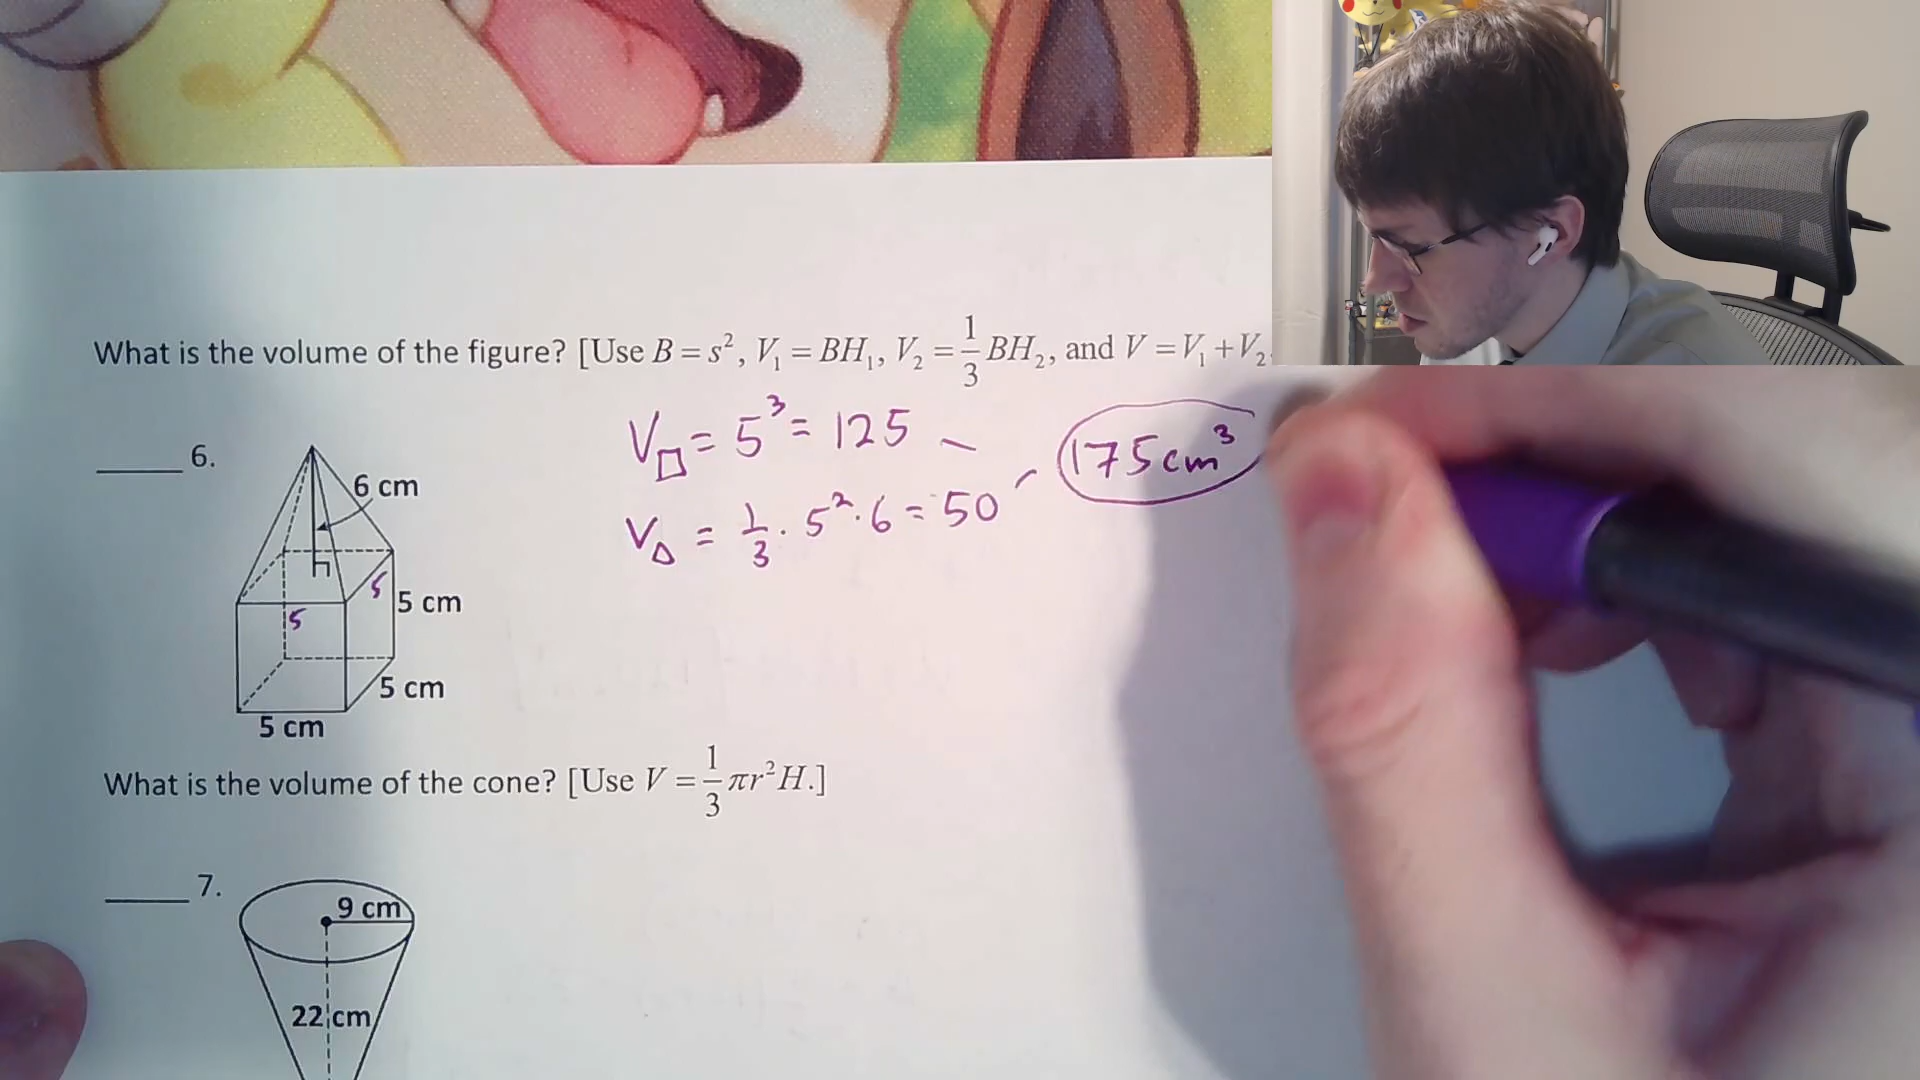 What is the volume of the figure? [Use B = s², V₁ = BH₁, V₂ = 1/3 BH₂, and V = V₁ + V₂
V□ = 5³ = 125
175cm³
V△ = 1/3 · 5² · 6 = 50
6.
6 cm
5
5
5 cm
5 cm
5 cm
What is the volume of the cone? [Use V = 1/3 πr²H.]
7.
9 cm
22 cm